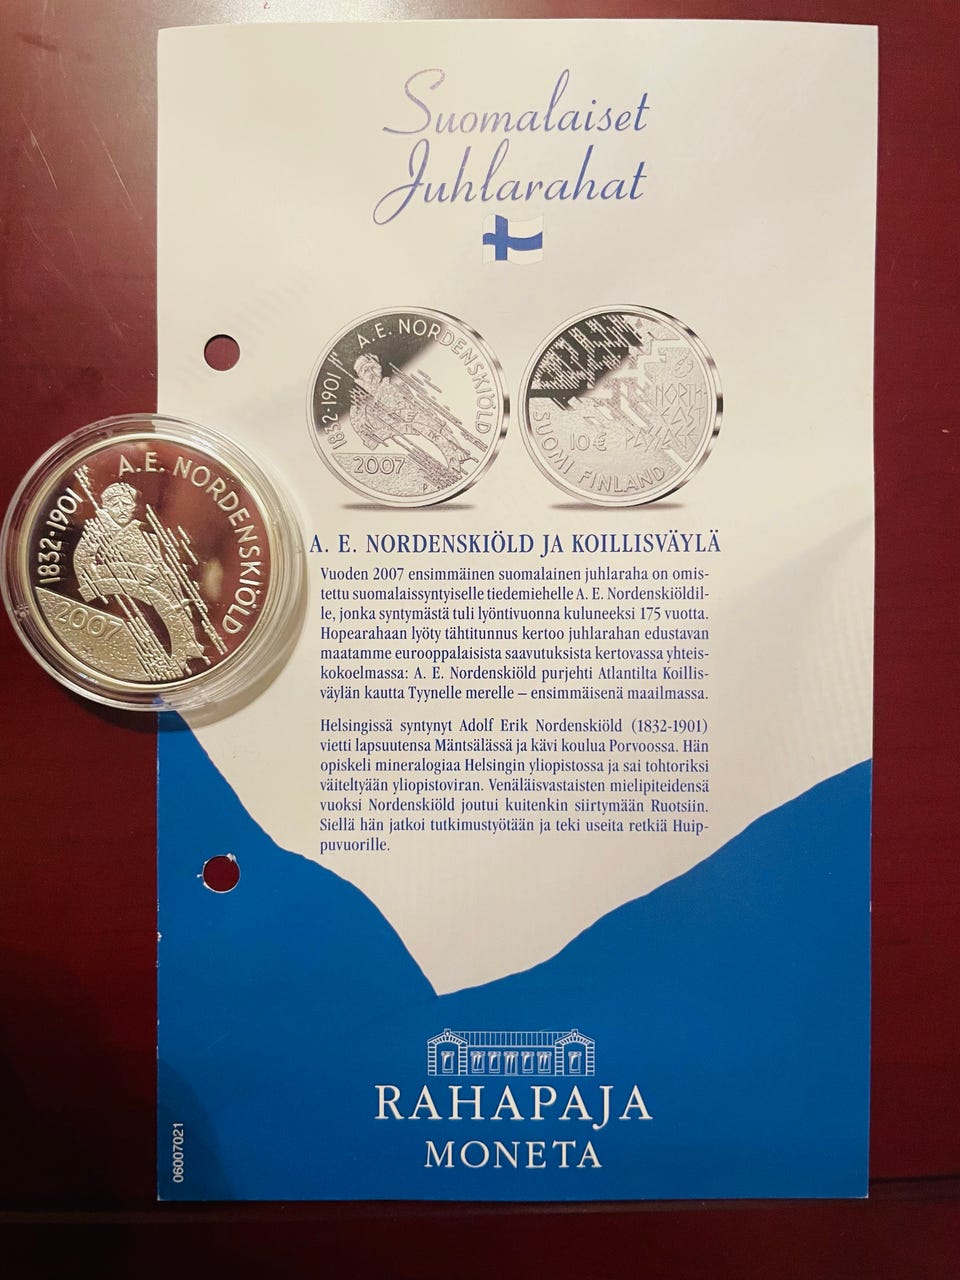 Suomalaiset
Juhlarahat
A.E. NORDENSKIÖLD
1832-1901
2007
P
10€
SUOMI FINLAND
NORTH
EAST
PASSAGE
A.E. NORDENSKIÖLD
1832-1901
2007
A. E. NORDENSKIÖLD JA KOILLISVÄYLÄ
Vuoden 2007 ensimmäinen suomalainen juhlaraha on omis-
tettu suomalaissyntyiselle tiedemiehelle A. E. Nordenskiöldil-
le, jonka syntymästä tuli lyöntivuonna kuluneeksi 175 vuotta.
Hopearahaan lyöty tähtitunnus kertoo juhlarahan edustavan
maatamme eurooppalaisista saavutuksista kertovassa yhteis-
kokoelmassa: A. E. Nordenskiöld purjehti Atlantilta Koillis-
väylän kautta Tyynelle merelle – ensimmäisenä maailmassa.
Helsingissä syntynyt Adolf Erik Nordenskiöld (1832-1901)
vietti lapsuutensa Mäntsälässä ja kävi koulua Porvoossa. Hän
opiskeli mineralogiaa Helsingin yliopistossa ja sai tohtoriksi
väiteltyään yliopistoviran. Venäläisvastaisten mielipiteidensä
vuoksi Nordenskiöld joutui kuitenkin siirtymään Ruotsiin.
Siellä hän jatkoi tutkimustyötään ja teki useita retkiä Huip-
puvuorille.
RAHAPAJA
MONETA
06007021